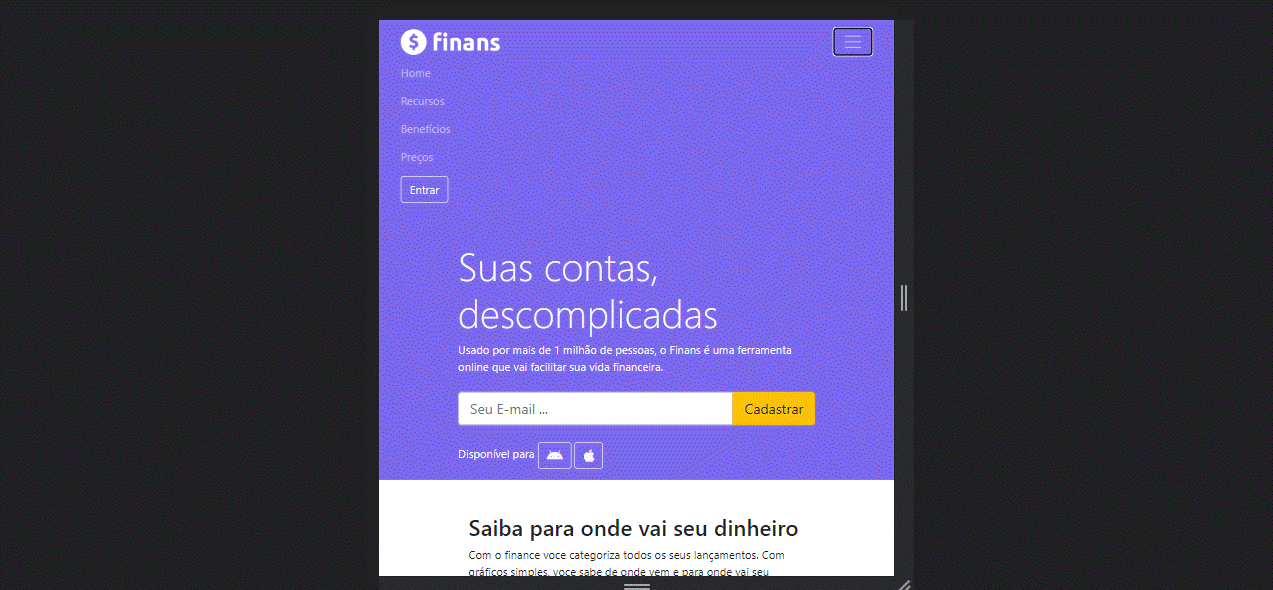 $ finans
Home
Recursos
Benefícios
Preços
Entrar
Suas contas,
descomplicadas
Usado por mais de 1 milhão de pessoas, o Finans é uma ferramenta
online que vai facilitar sua vida financeira.
Seu E-mail ... Cadastrar
Disponível para
Saiba para onde vai seu dinheiro
Com o finance voce categoriza todos os seus lançamentos. Com
gráficos simples, voce sabe de onde vem e para onde vai seu